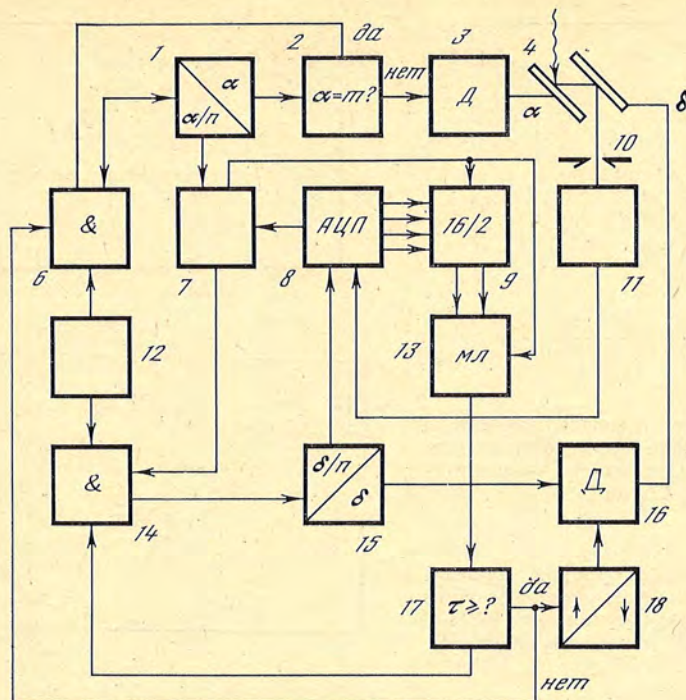 да
1
2
3
4
α
α/п
α=m?
нет
Д
α
δ
10
&
АЦП
16/2
6
7
8
9
11
12
13
мл
&
δ/п
δ
Д
14
15
16
17
τ≥?
да
↑
↓
18
нет